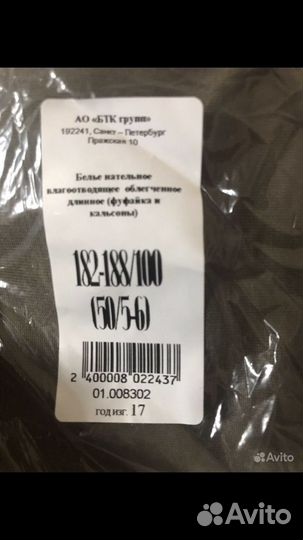 АО «БТК групп»
192241, Санкт – Петербург
Пражская 10
Белье нательное
влагоотводящее облегченное
длинное (фуфайка и
кальсоны)
182-188/100
(50/5-6)
2 400008 022437
01.008302
год изг. 17
Avito
Avito